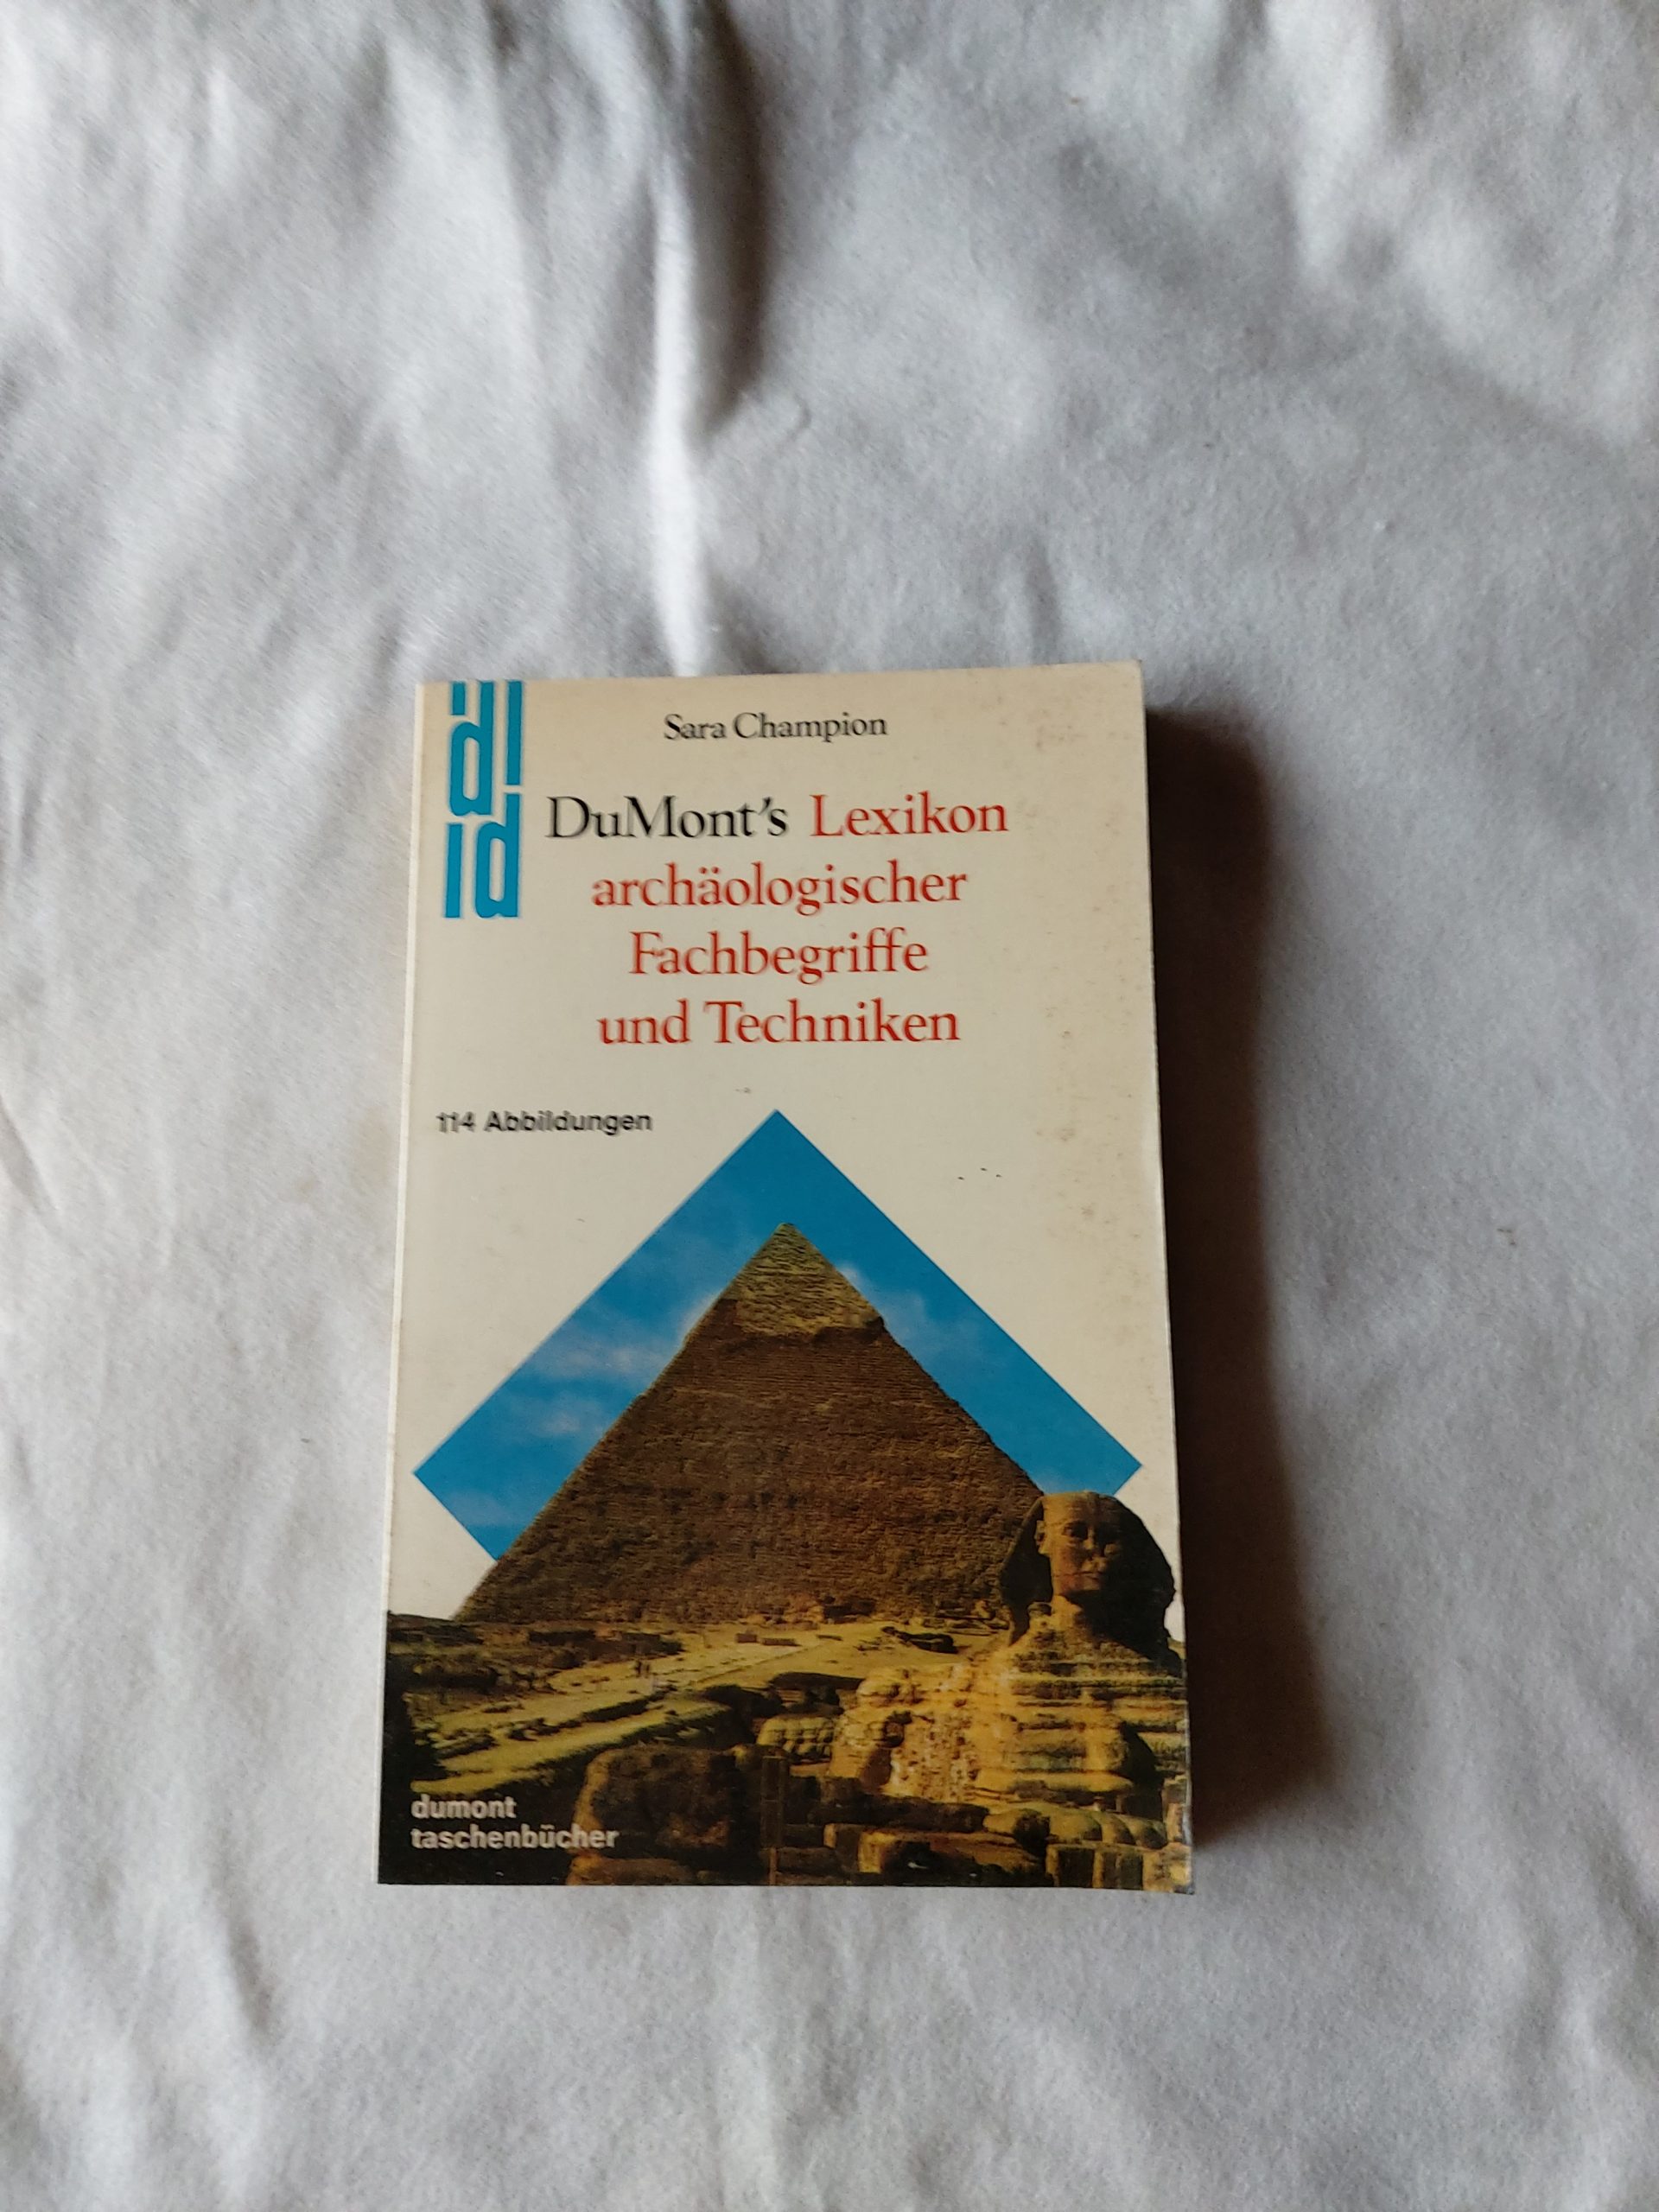 Sara Champion
DuMont's Lexikon
archäologischer
Fachbegriffe
und Techniken
114 Abbildungen
dumont
taschenbücher